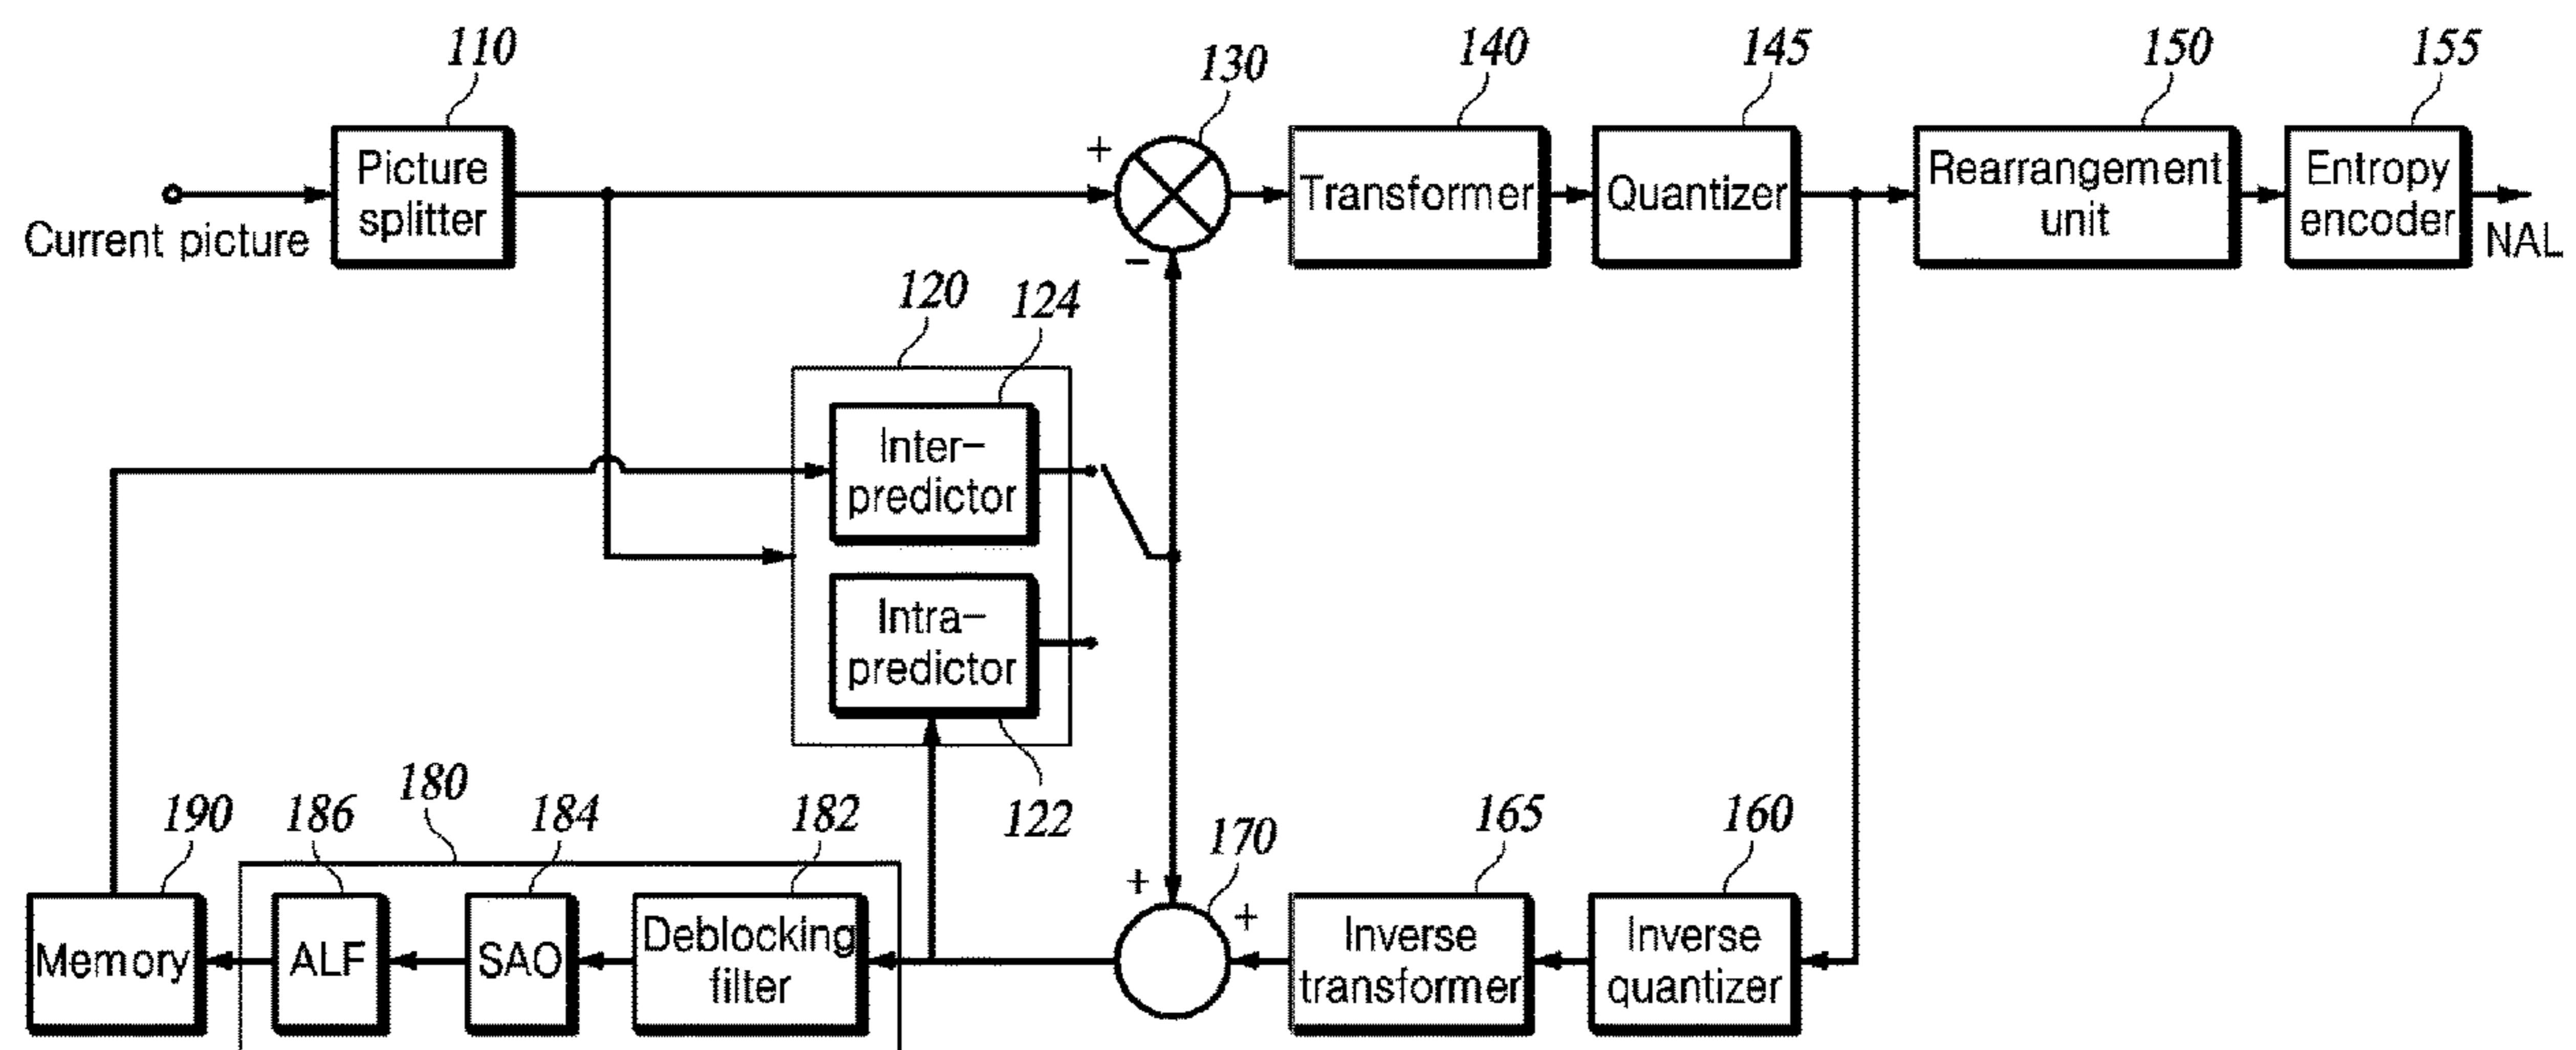 110
130
140
145
150
155
+
Picture
splitter
Transformer
Quantizer
Rearrangement
unit
Entropy
encoder
Current picture
NAL
−
120
124
Inter−
predictor
Intra−
predictor
122
190
186
180
184
182
170
165
160
+
+
Memory
ALF
SAO
Deblocking
filter
Inverse
transformer
Inverse
quantizer